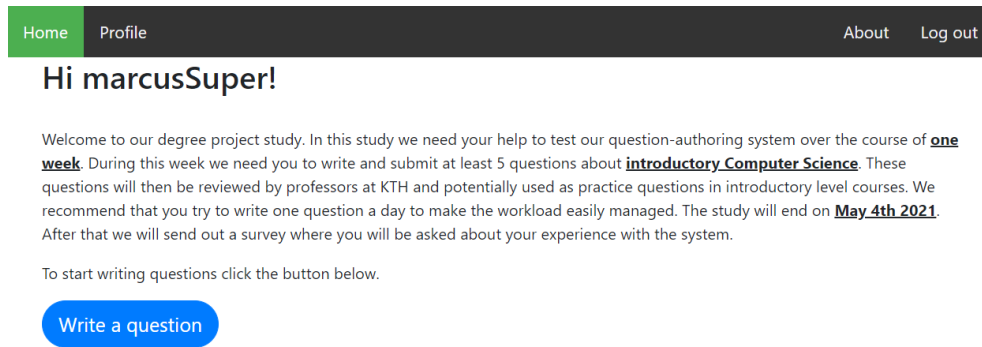 Home Profile About Log out
Hi marcusSuper!
Welcome to our degree project study. In this study we need your help to test our question-authoring system over the course of one
week. During this week we need you to write and submit at least 5 questions about introductory Computer Science. These
questions will then be reviewed by professors at KTH and potentially used as practice questions in introductory level courses. We
recommend that you try to write one question a day to make the workload easily managed. The study will end on May 4th 2021.
After that we will send out a survey where you will be asked about your experience with the system.
To start writing questions click the button below.
Write a question